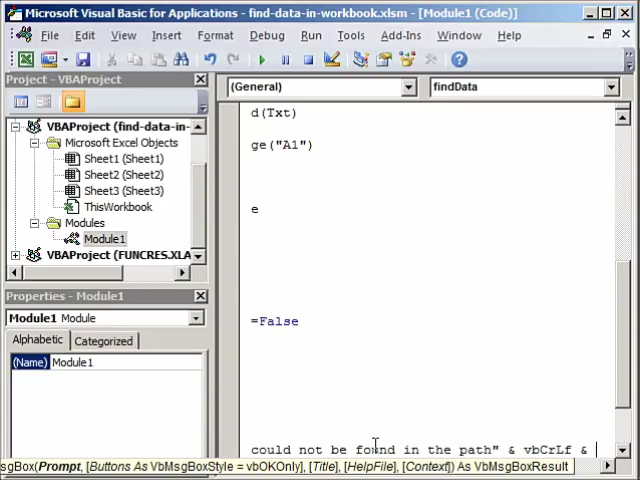 Microsoft Visual Basic for Applications - find-data-in-workbook.xlsm - [Module1 (Code)]
File Edit View Insert Format Debug Run Tools Add-Ins Window Help
Project - VBAProject
(General) findData
VBAProject (find-data-in-
Microsoft Excel Objects
Sheet1 (Sheet1)
Sheet2 (Sheet2)
Sheet3 (Sheet3)
ThisWorkbook
Modules
Module1
VBAProject (FUNCRES.XLA
Properties - Module1
Module1 Module
Alphabetic Categorized
(Name) Module1
d(Txt)
ge("A1")
e
=False
could not be found in the path" & vbCrLf &
sgBox(Prompt, [Buttons As VbMsgBoxStyle = vbOKOnly], [Title], [HelpFile], [Context]) As VbMsgBoxResult